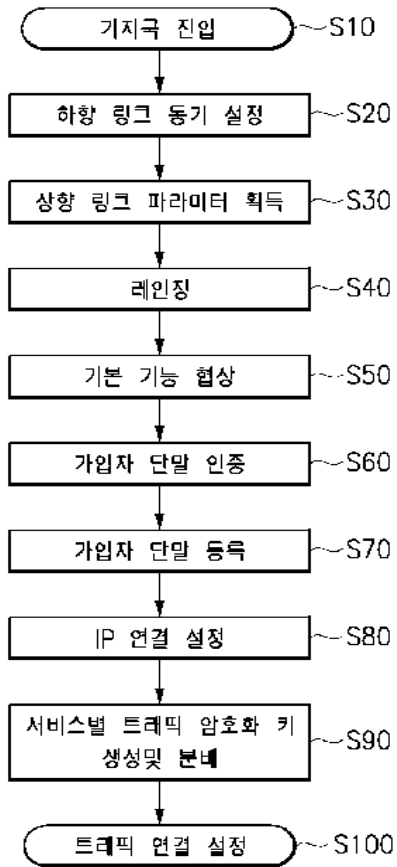 기지국 진입 S10
하향 링크 동기 설정 S20
상향 링크 파라미터 획득 S30
레인징 S40
기본 기능 협상 S50
가입자 단말 인증 S60
가입자 단말 등록 S70
IP 연결 설정 S80
서비스별 트래픽 암호화 키
생성및 분배 S90
트래픽 연결 설정 S100